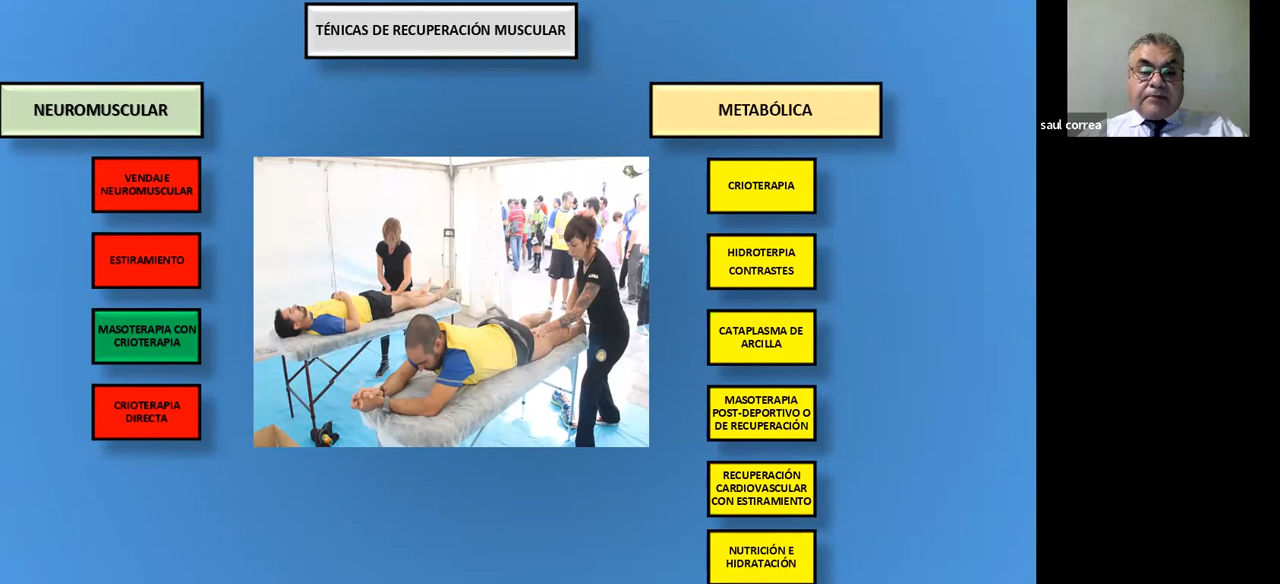 TÉNICAS DE RECUPERACIÓN MUSCULAR
NEUROMUSCULAR
VENDAJE
NEUROMUSCULAR
ESTIRAMIENTO
MASOTERAPIA CON
CRIOTERAPIA
CRIOTERAPIA
DIRECTA
METABÓLICA
CRIOTERAPIA
HIDROTERPIA
CONTRASTES
CATAPLASMA DE
ARCILLA
MASOTERAPIA
POST-DEPORTIVO O
DE RECUPERACIÓN
RECUPERACIÓN
CARDIOVASCULAR
CON ESTIRAMIENTO
NUTRICIÓN E
HIDRATACIÓN
saul correa